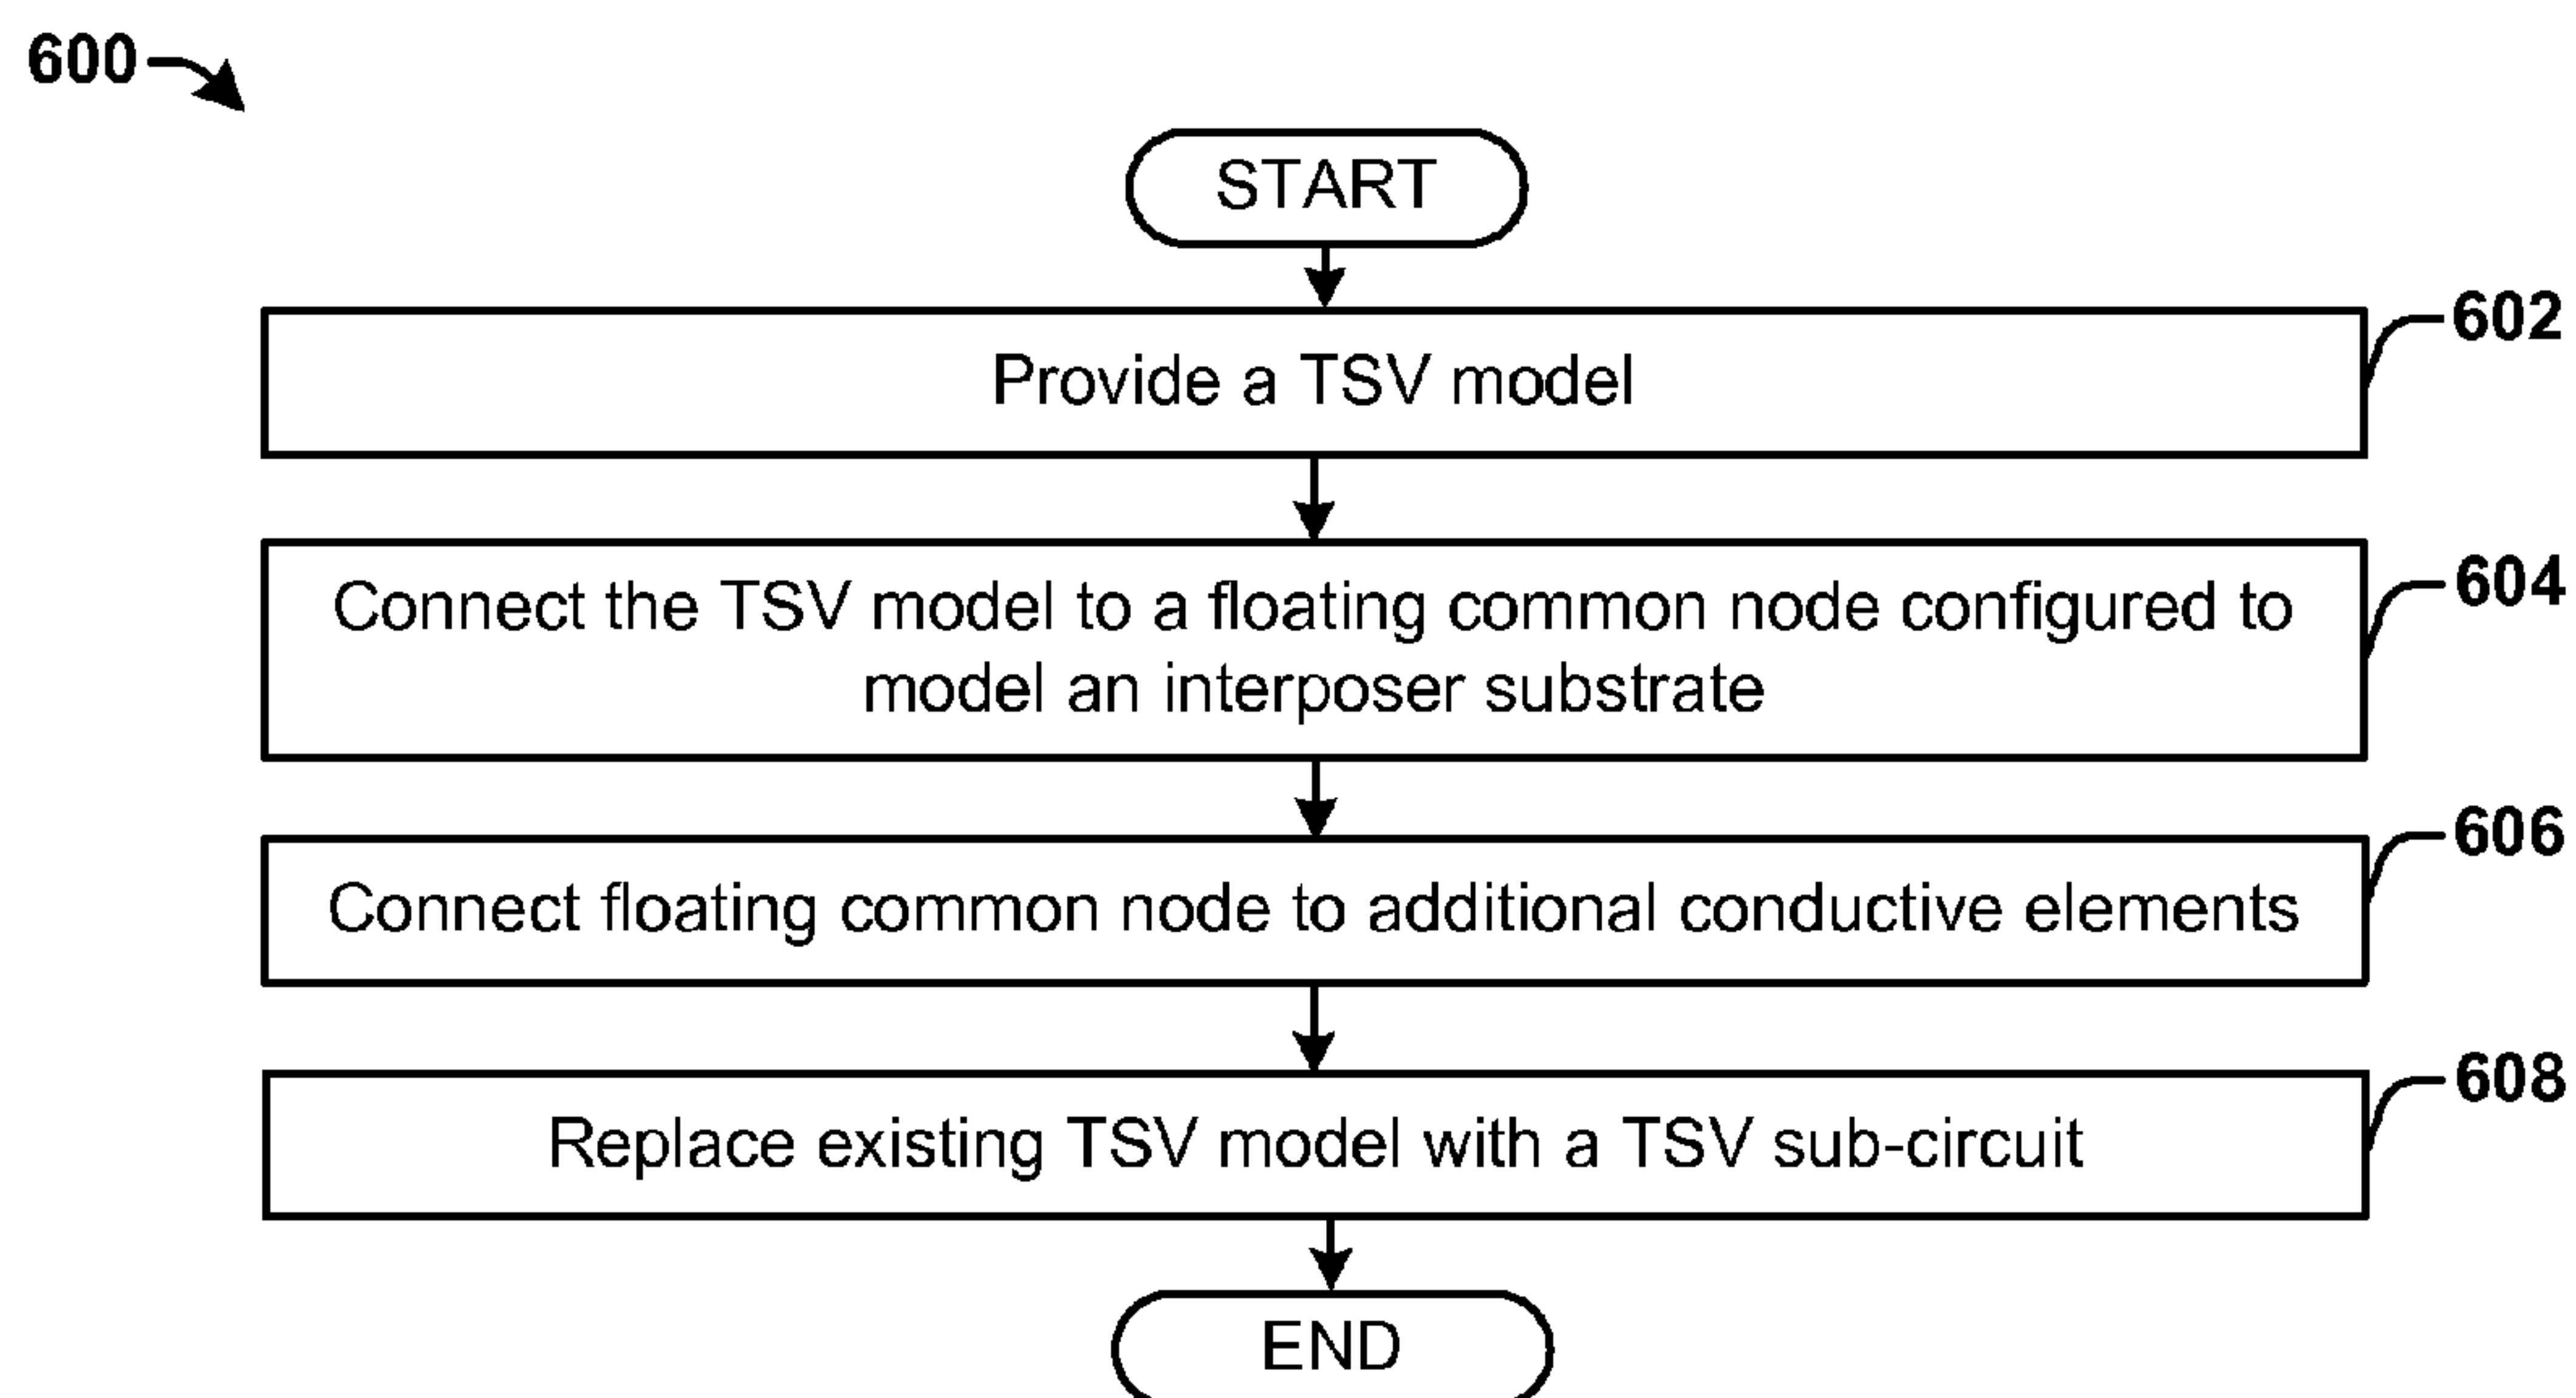 600
START
Provide a TSV model
602
Connect the TSV model to a floating common node configured to
model an interposer substrate
604
Connect floating common node to additional conductive elements
606
Replace existing TSV model with a TSV sub-circuit
608
END